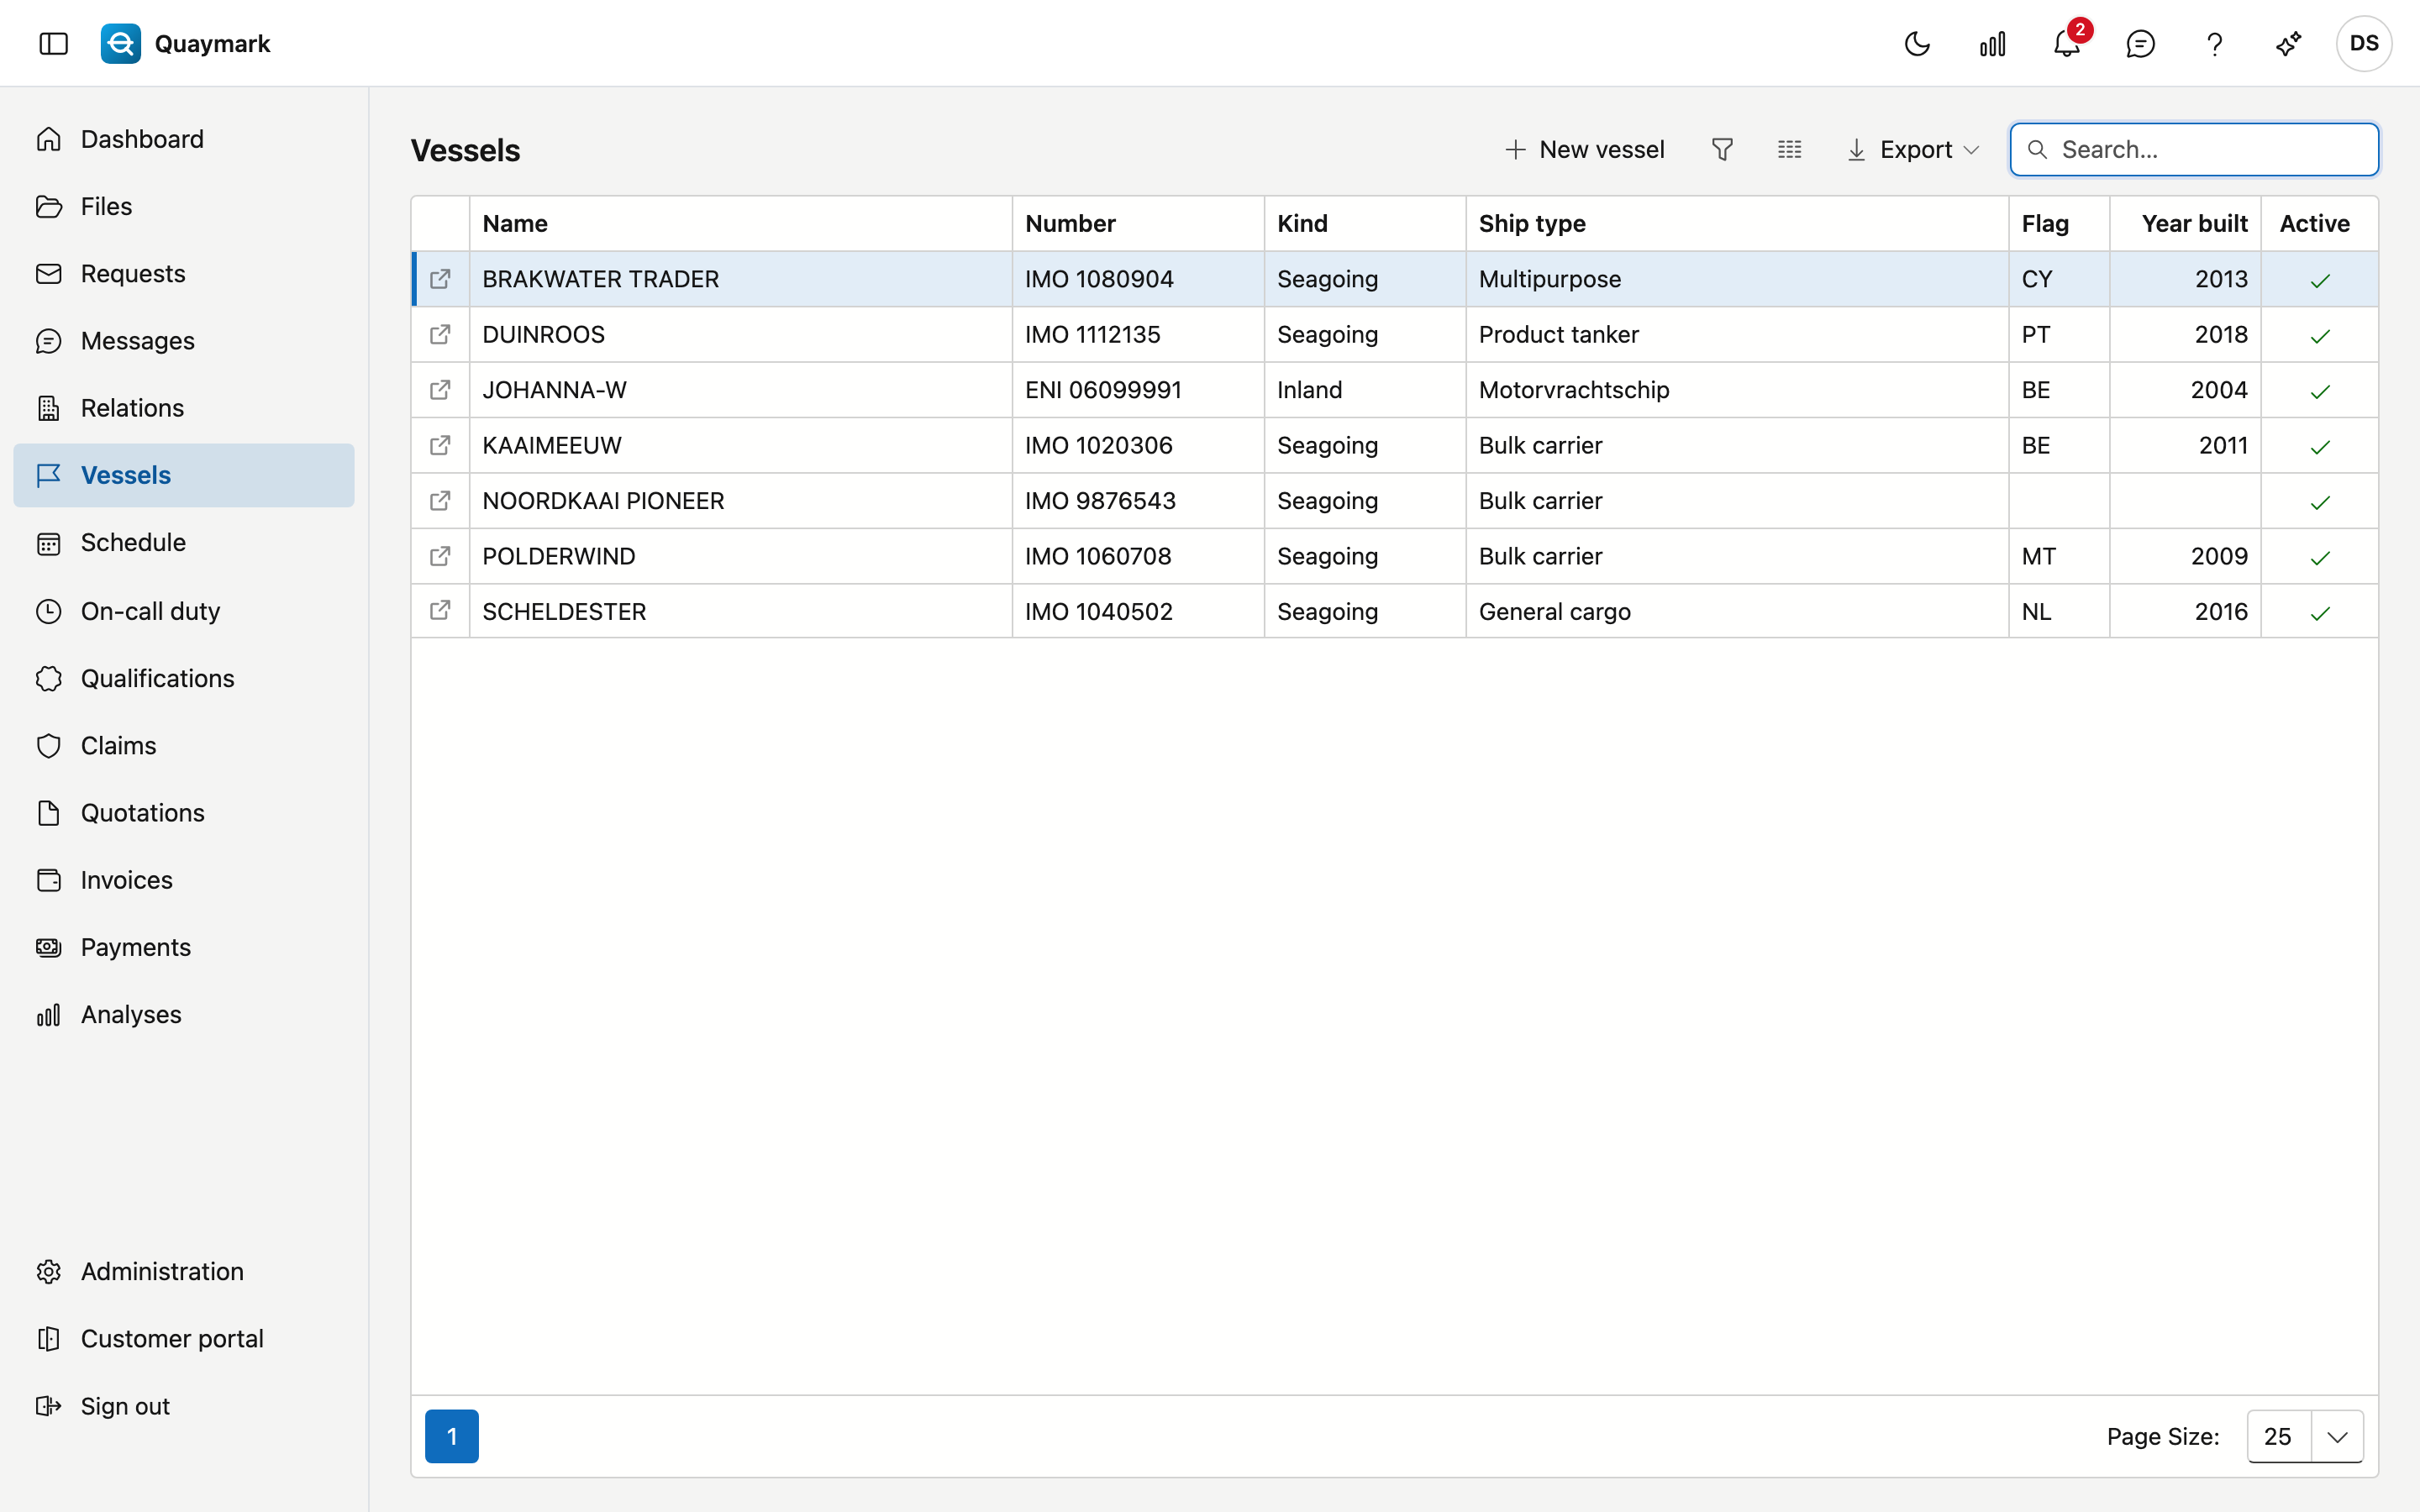 Quaymark
2
DS
Dashboard
Files
Requests
Messages
Relations
Vessels
Schedule
On-call duty
Qualifications
Claims
Quotations
Invoices
Payments
Analyses
Administration
Customer portal
Sign out
Vessels
New vessel
Export
Search...
Name Number Kind Ship type Flag Year built Active
BRAKWATER TRADER IMO 1080904 Seagoing Multipurpose CY 2013
DUINROOS IMO 1112135 Seagoing Product tanker PT 2018
JOHANNA-W ENI 06099991 Inland Motorvrachtschip BE 2004
KAAIMEEUW IMO 1020306 Seagoing Bulk carrier BE 2011
NOORDKAAI PIONEER IMO 9876543 Seagoing Bulk carrier
POLDERWIND IMO 1060708 Seagoing Bulk carrier MT 2009
SCHELDESTER IMO 1040502 Seagoing General cargo NL 2016
1
Page Size: 25